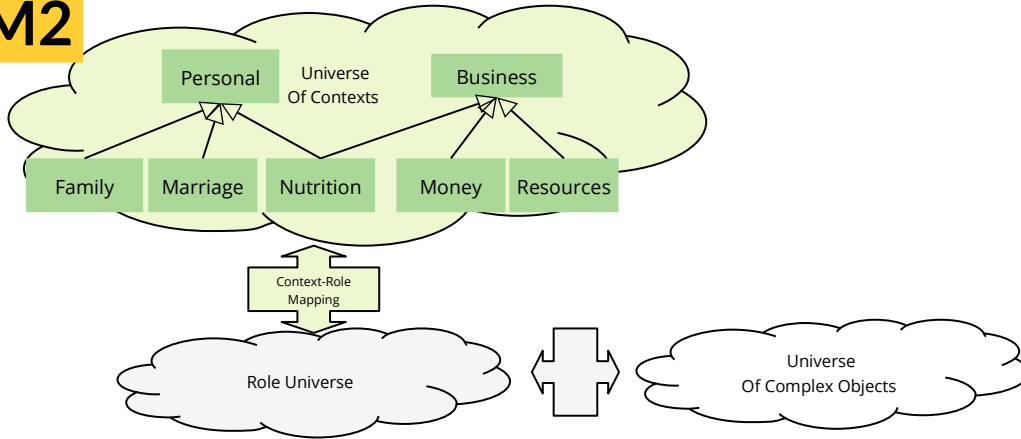 M2
Personal
Universe
Of Contexts
Business
Family
Marriage
Nutrition
Money
Resources
Context-Role
Mapping
Role Universe
Universe
Of Complex Objects